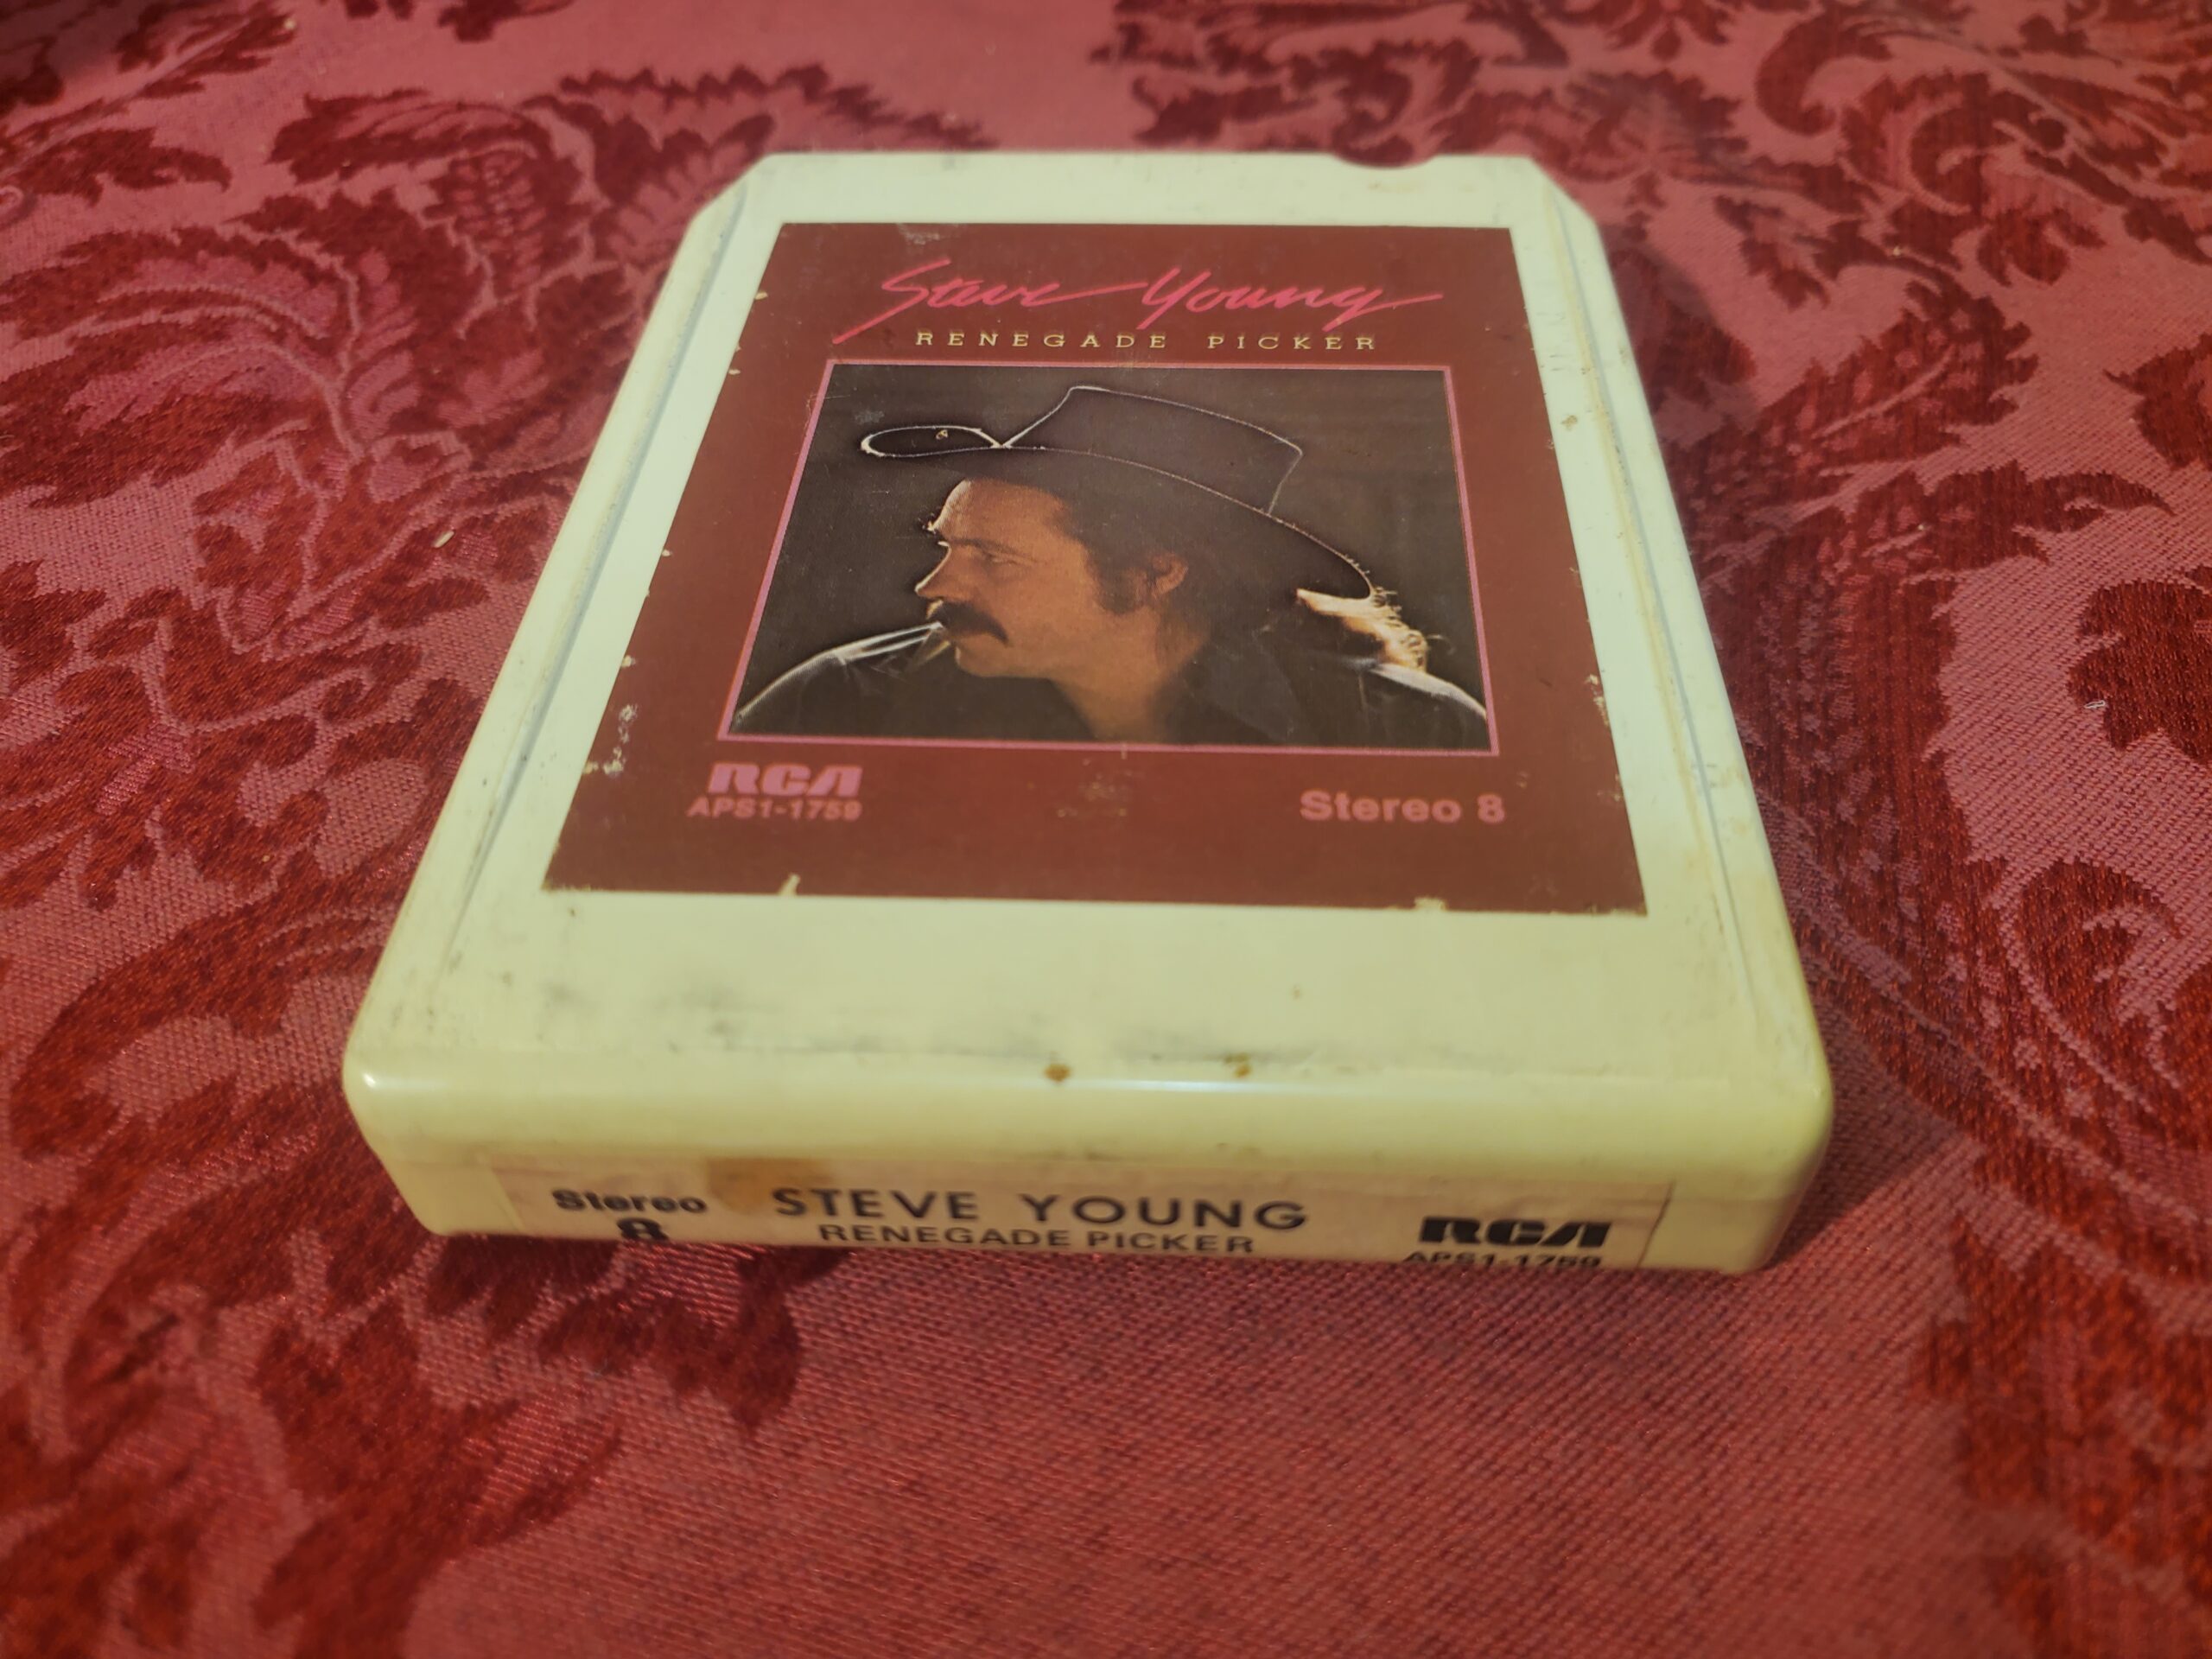 Steve Young
RENEGADE PICKER
RCA
APS1-1759
Stereo 8
Stereo
8
STEVE YOUNG
RENEGADE PICKER
RCA
APS1-1759